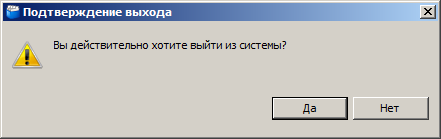 Подтверждение выхода
Вы действительно хотите выйти из системы?
Да
Нет